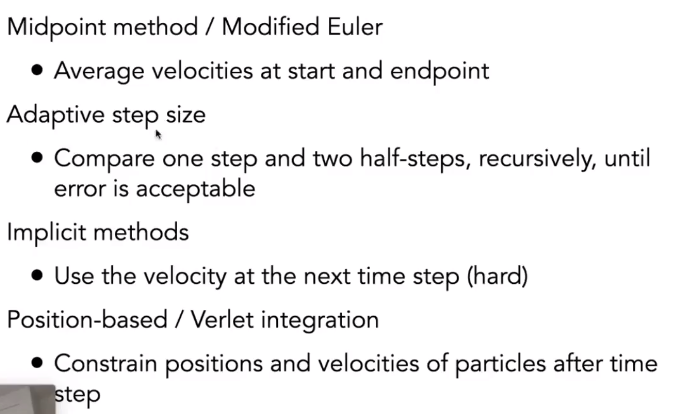 Midpoint method / Modified Euler
• Average velocities at start and endpoint
Adaptive step size
• Compare one step and two half-steps, recursively, until
error is acceptable
Implicit methods
• Use the velocity at the next time step (hard)
Position-based / Verlet integration
• Constrain positions and velocities of particles after time
step